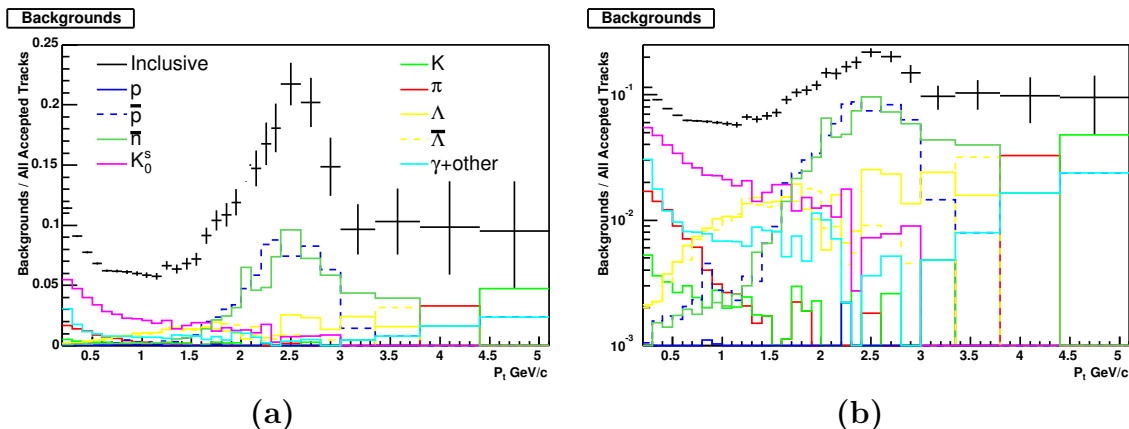 Backgrounds
Backgrounds / All Accepted Tracks
0.25
0.2
0.15
0.1
0.05
0
Inclusive
p
p̅
n̅
K₀ˢ
K
π
Λ
Λ̅
γ+other
0.5 1 1.5 2 2.5 3 3.5 4 4.5 5
Pₜ GeV/c
(a)
Backgrounds
Backgrounds / All Accepted Tracks
10⁻¹
10⁻²
10⁻³
0.5 1 1.5 2 2.5 3 3.5 4 4.5 5
Pₜ GeV/c
(b)